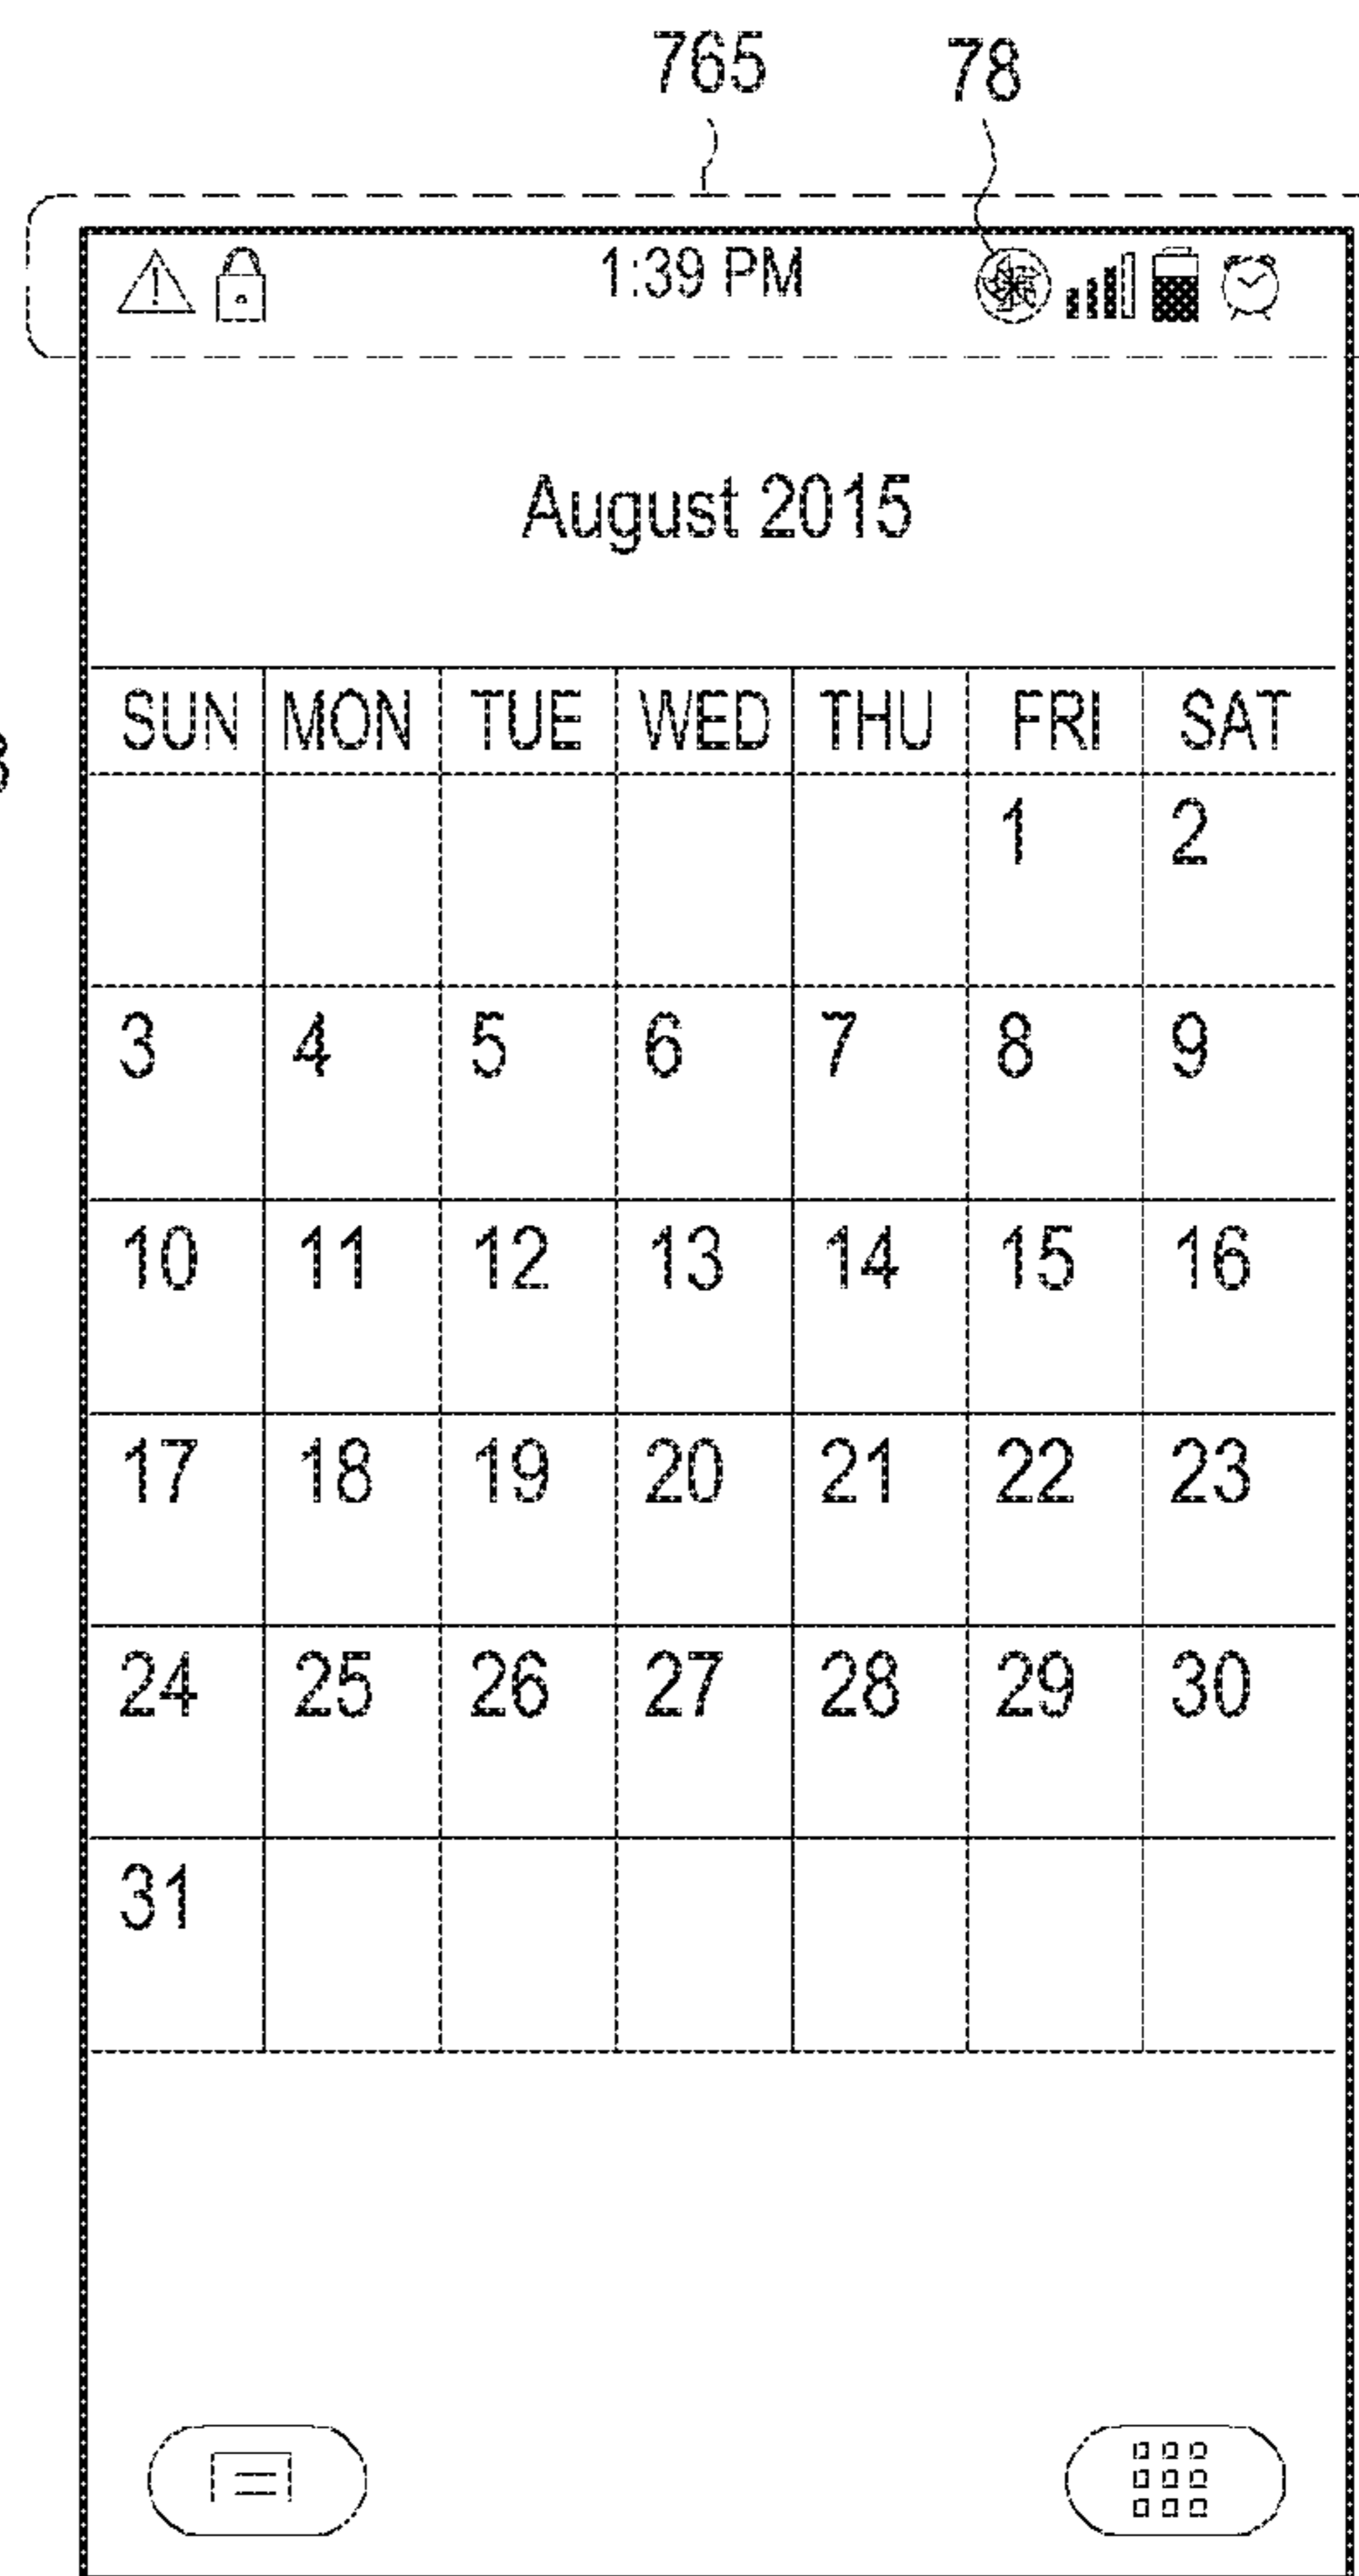 765 78
1:39 PM
August 2015
SUN MON TUE WED THU FRI SAT
1 2
3 4 5 6 7 8 9
10 11 12 13 14 15 16
17 18 19 20 21 22 23
24 25 26 27 28 29 30
31